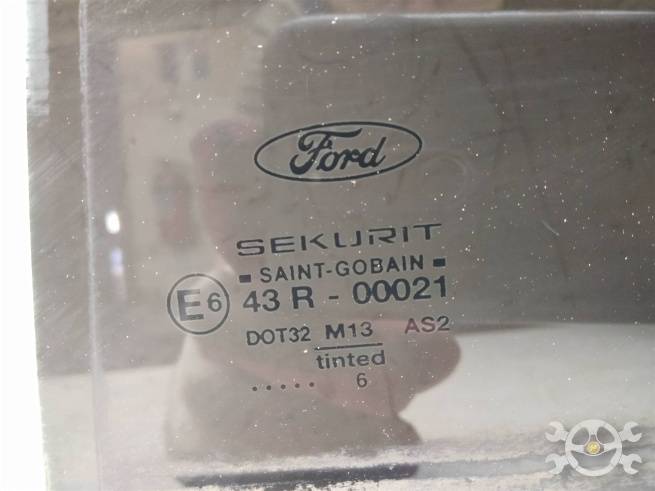 Ford
SEKURIT
SAINT-GOBAIN
E6 43 R - 00021
DOT32 M13 AS2
tinted
..... 6